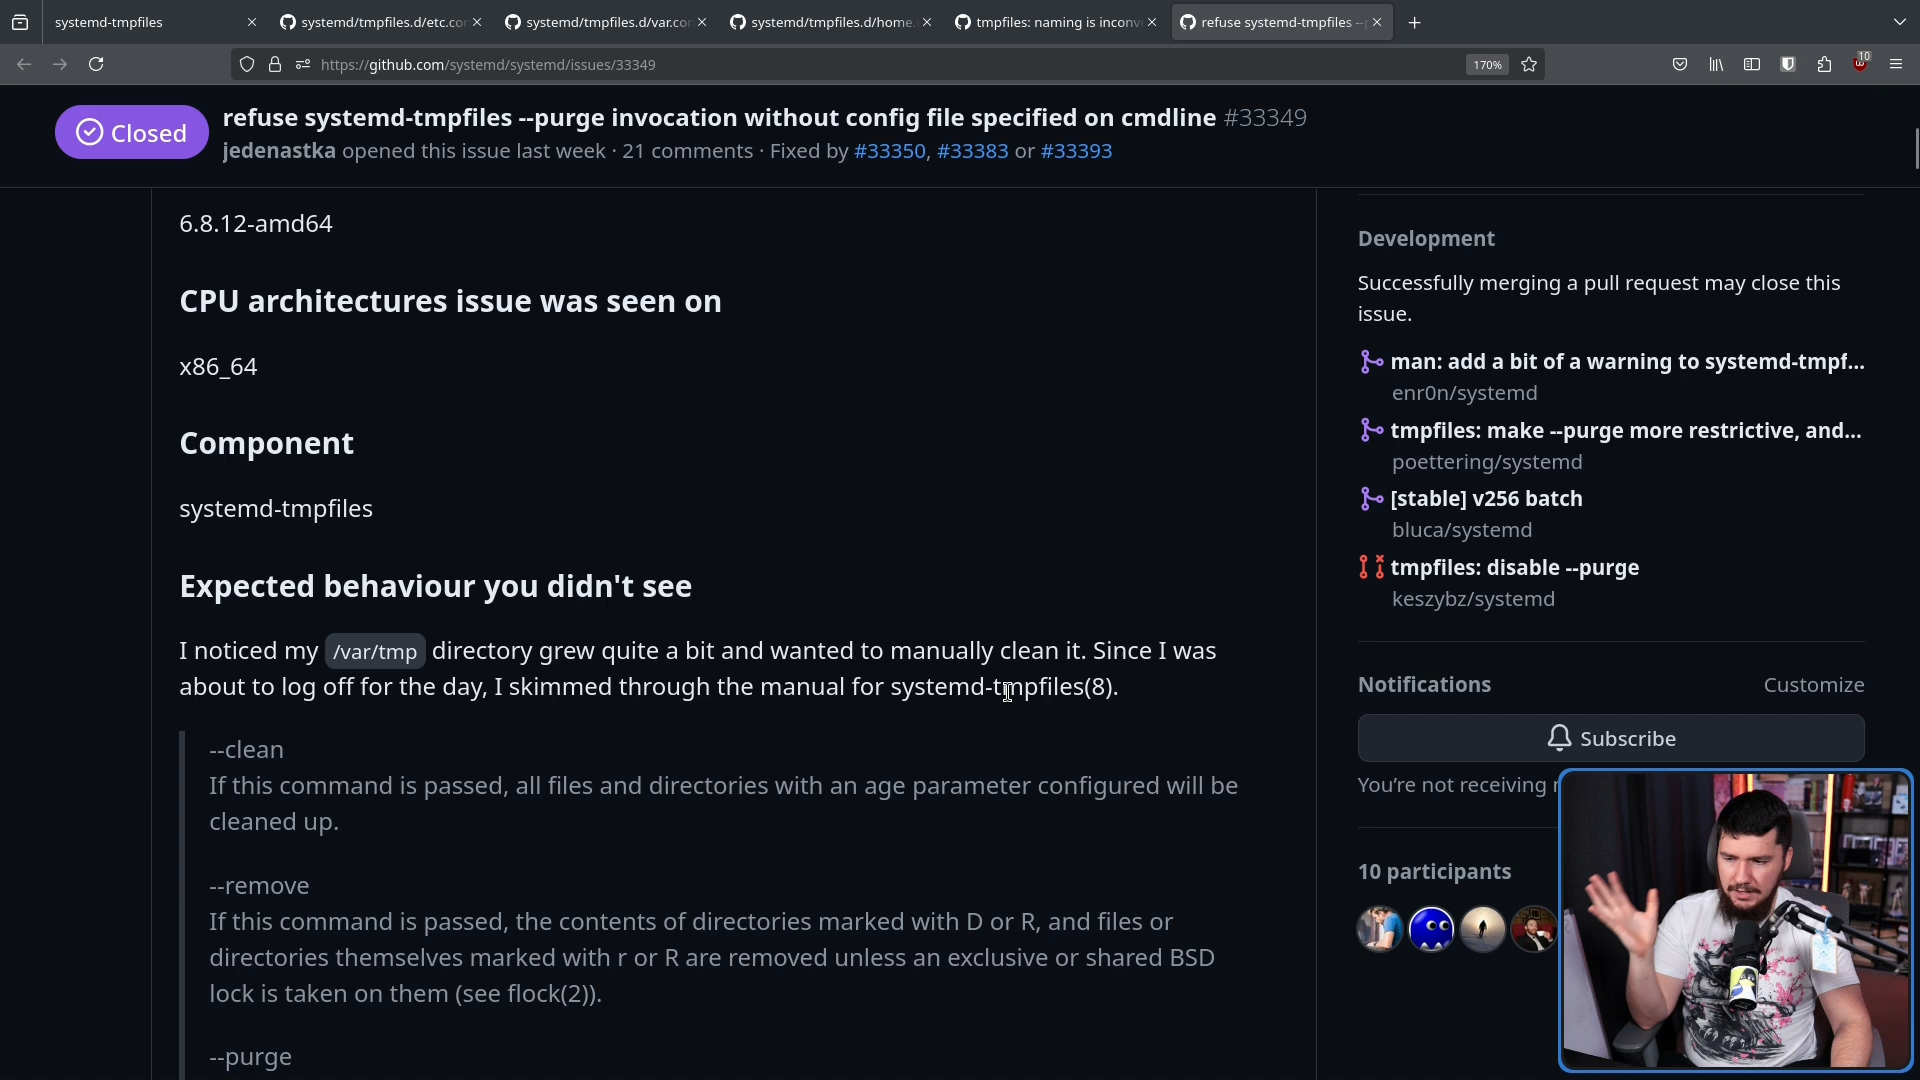 systemd-tmpfiles
systemd/tmpfiles.d/etc.co
systemd/tmpfiles.d/var.co
systemd/tmpfiles.d/home.
tmpfiles: naming is incon
refuse systemd-tmpfiles --
https://github.com/systemd/systemd/issues/33349
170%
10
Closed
refuse systemd-tmpfiles --purge invocation without config file specified on cmdline #33349
jedenastka opened this issue last week · 21 comments · Fixed by #33350, #33383 or #33393
6.8.12-amd64
CPU architectures issue was seen on
x86_64
Component
systemd-tmpfiles
Expected behaviour you didn't see
I noticed my /var/tmp directory grew quite a bit and wanted to manually clean it. Since I was
about to log off for the day, I skimmed through the manual for systemd-tmpfiles(8).
--clean
If this command is passed, all files and directories with an age parameter configured will be
cleaned up.
--remove
If this command is passed, the contents of directories marked with D or R, and files or
directories themselves marked with r or R are removed unless an exclusive or shared BSD
lock is taken on them (see flock(2)).
--purge
Development
Successfully merging a pull request may close this
issue.
man: add a bit of a warning to systemd-tmpf...
enr0n/systemd
tmpfiles: make --purge more restrictive, and...
poettering/systemd
[stable] v256 batch
bluca/systemd
tmpfiles: disable --purge
keszybz/systemd
Notifications
Customize
Subscribe
You're not receiving
10 participants